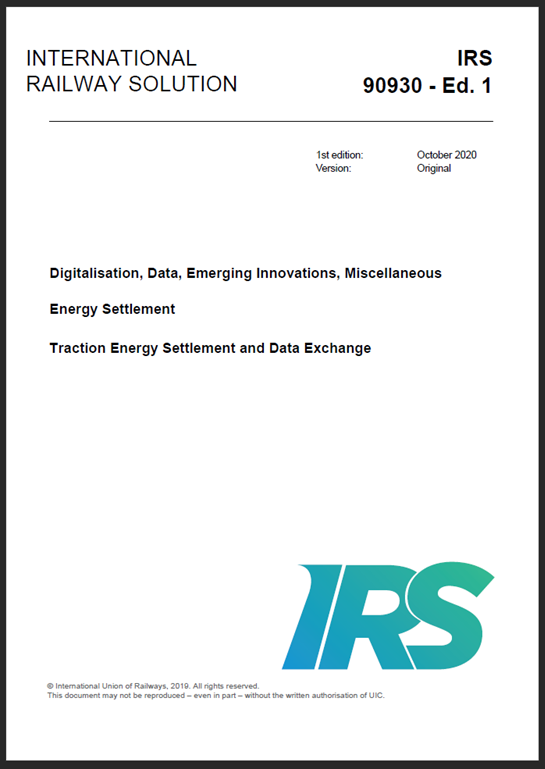 INTERNATIONAL
RAILWAY SOLUTION
IRS
90930 - Ed. 1
1st edition: October 2020
Version: Original
Digitalisation, Data, Emerging Innovations, Miscellaneous
Energy Settlement
Traction Energy Settlement and Data Exchange
IRS
© International Union of Railways, 2019. All rights reserved.
This document may not be reproduced – even in part – without the written authorisation of UIC.